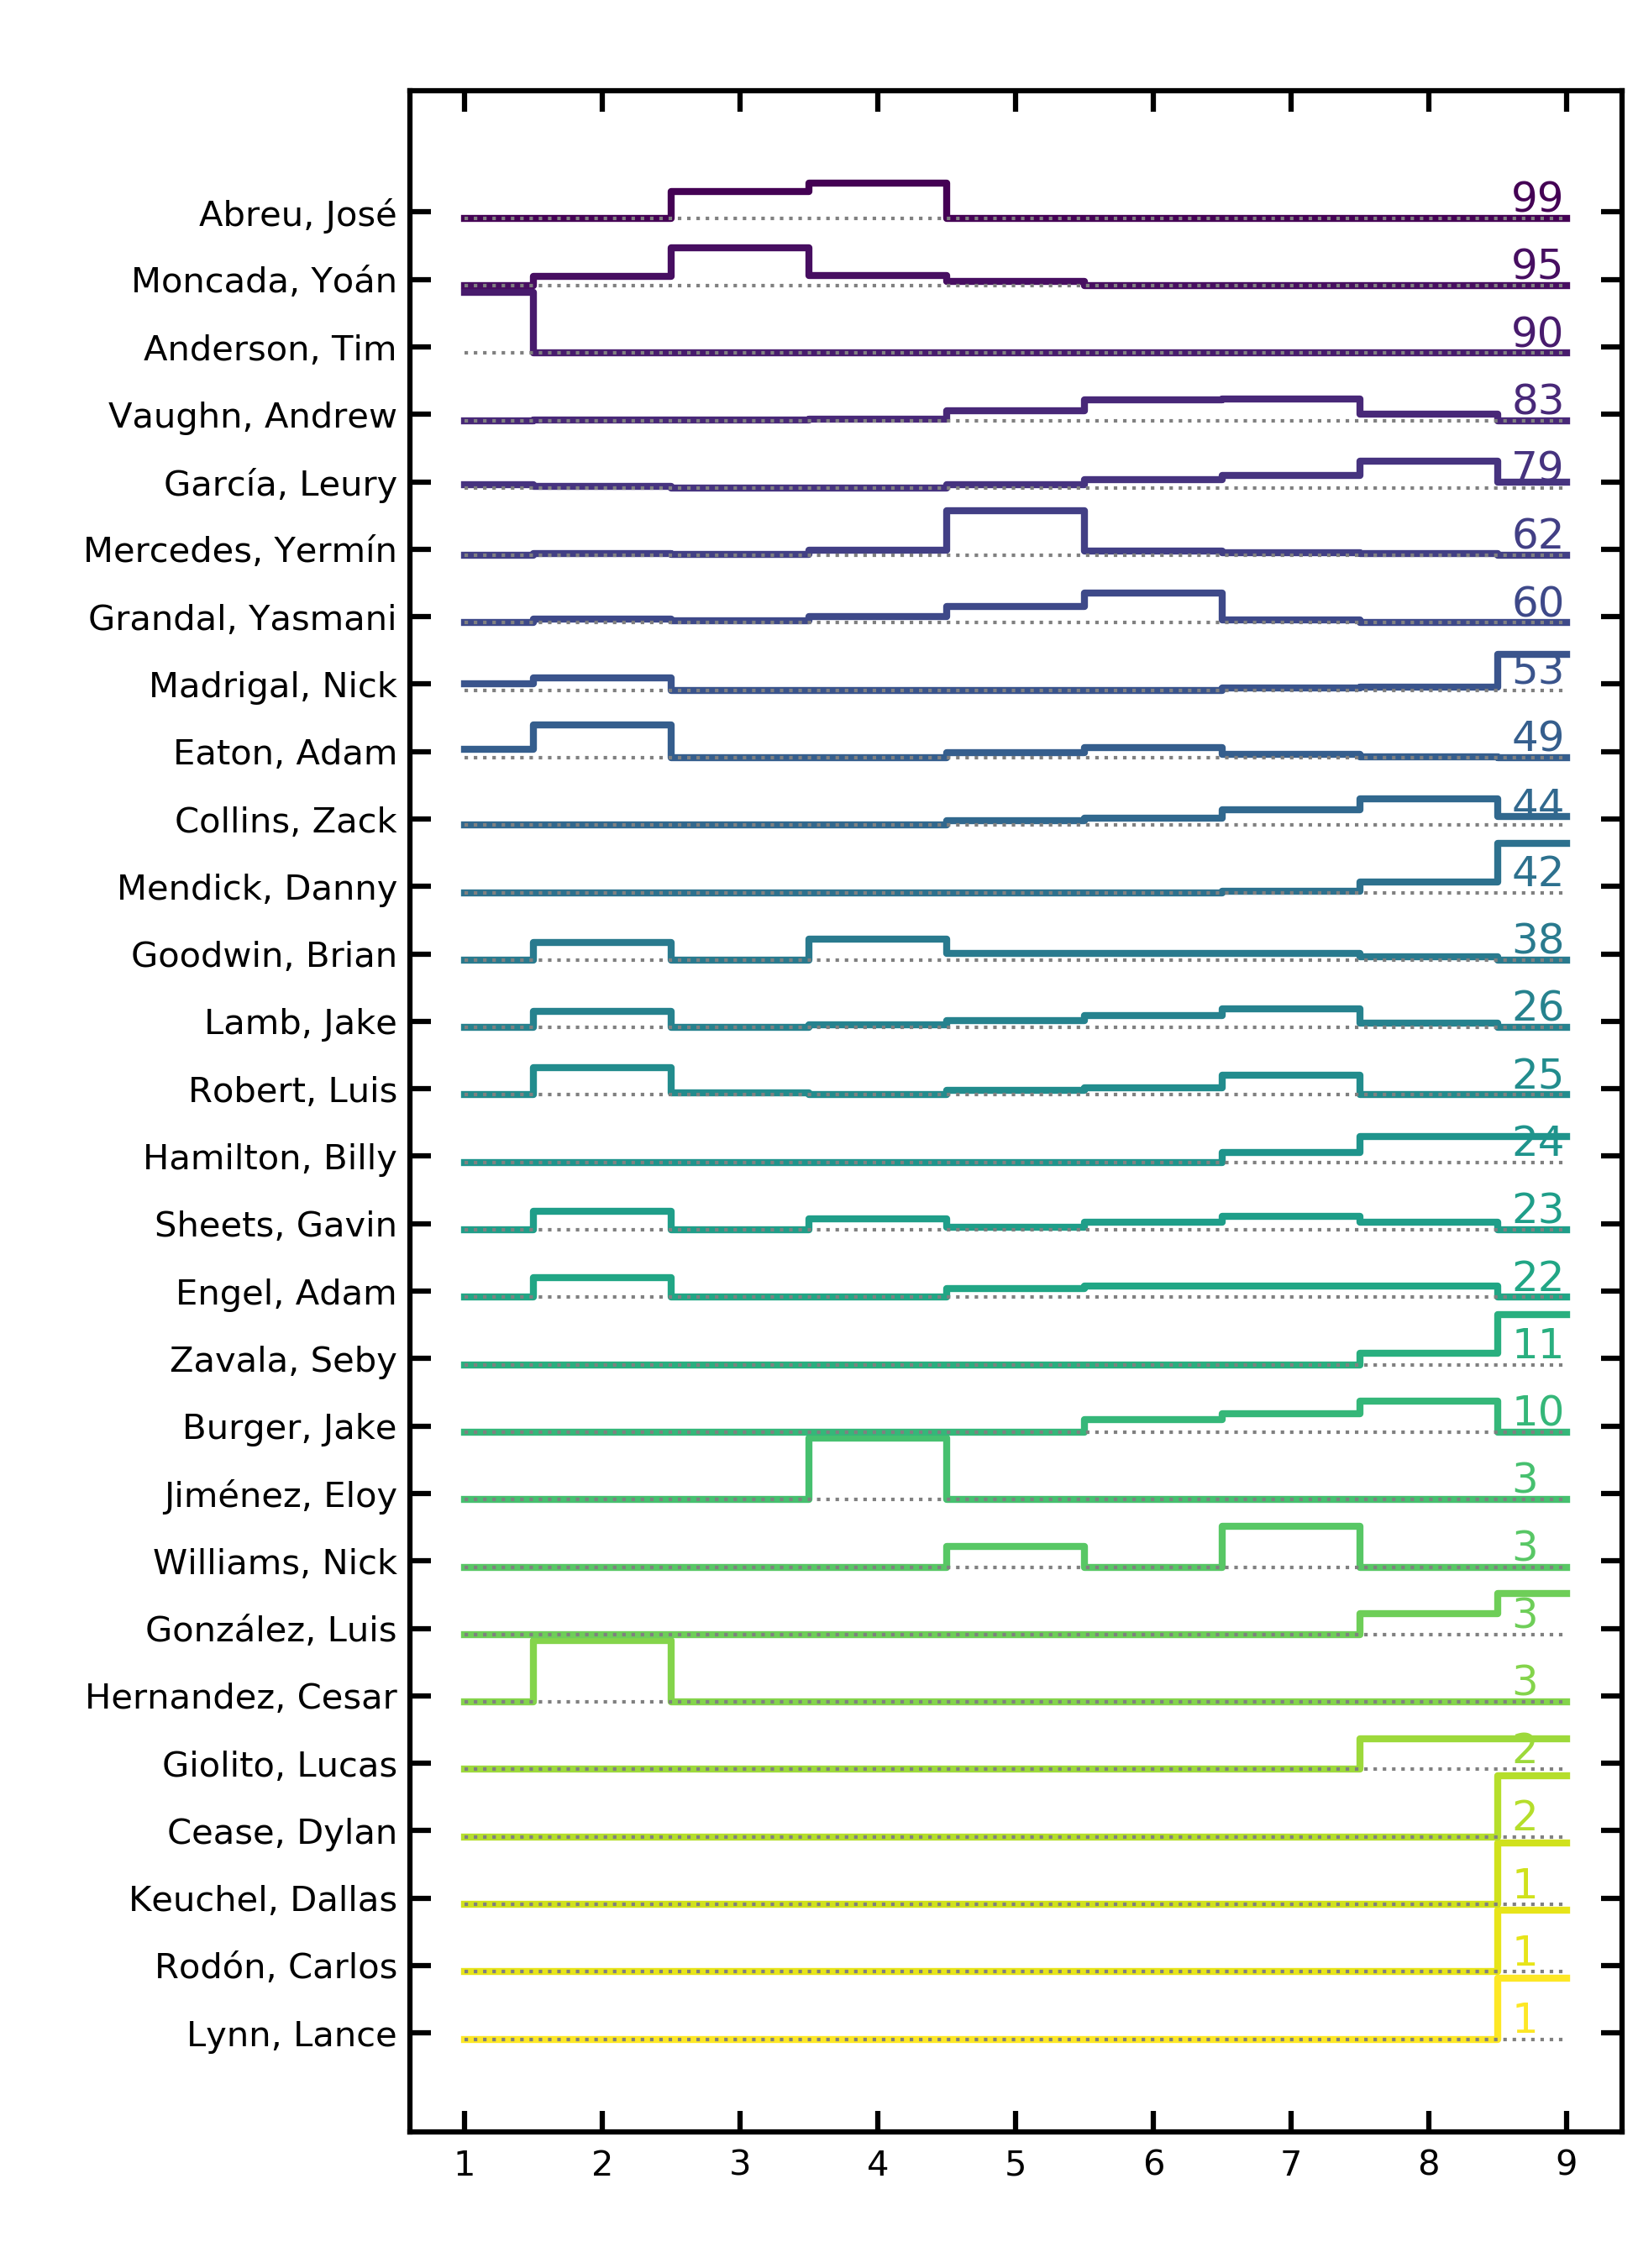 Abreu, José 99
Moncada, Yoán 95
Anderson, Tim 90
Vaughn, Andrew 83
García, Leury 79
Mercedes, Yermín 62
Grandal, Yasmani 60
Madrigal, Nick 53
Eaton, Adam 49
Collins, Zack 44
Mendick, Danny 42
Goodwin, Brian 38
Lamb, Jake 26
Robert, Luis 25
Hamilton, Billy 24
Sheets, Gavin 23
Engel, Adam 22
Zavala, Seby 11
Burger, Jake 10
Jiménez, Eloy 3
Williams, Nick 3
González, Luis 3
Hernandez, Cesar 3
Giolito, Lucas 2
Cease, Dylan 2
Keuchel, Dallas 1
Rodón, Carlos 1
Lynn, Lance 1
1 2 3 4 5 6 7 8 9